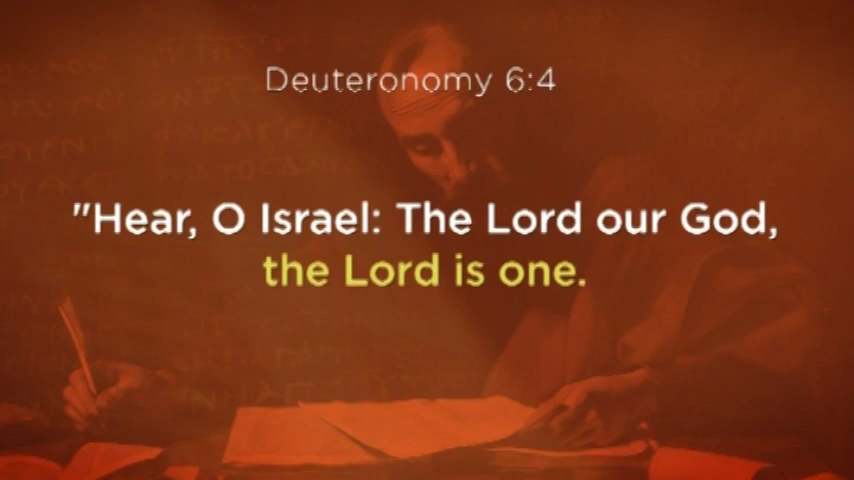 Deuteronomy 6:4
"Hear, O Israel: The Lord our God,
the Lord is one.